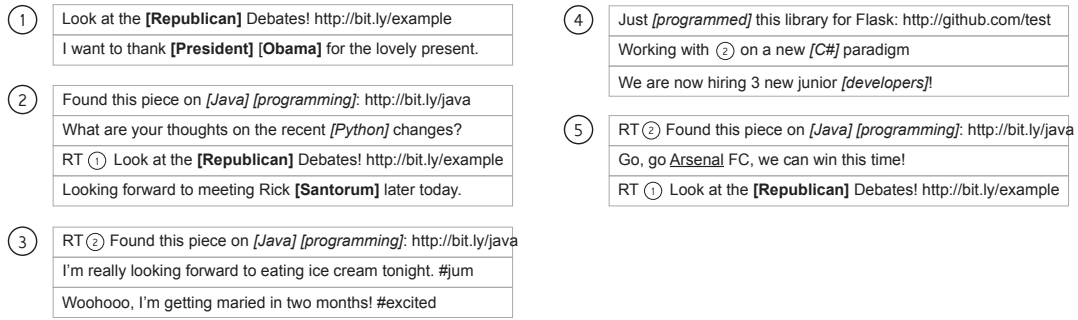 1
Look at the [Republican] Debates! http://bit.ly/example
I want to thank [President] [Obama] for the lovely present.
2
Found this piece on [Java] [programming]: http://bit.ly/java
What are your thoughts on the recent [Python] changes?
RT 1 Look at the [Republican] Debates! http://bit.ly/example
Looking forward to meeting Rick [Santorum] later today.
3
RT 2 Found this piece on [Java] [programming]: http://bit.ly/java
I'm really looking forward to eating ice cream tonight. #jum
Woohooo, I'm getting maried in two months! #excited
4
Just [programmed] this library for Flask: http://github.com/test
Working with 2 on a new [C#] paradigm
We are now hiring 3 new junior [developers]!
5
RT 2 Found this piece on [Java] [programming]: http://bit.ly/java
Go, go Arsenal FC, we can win this time!
RT 1 Look at the [Republican] Debates! http://bit.ly/example